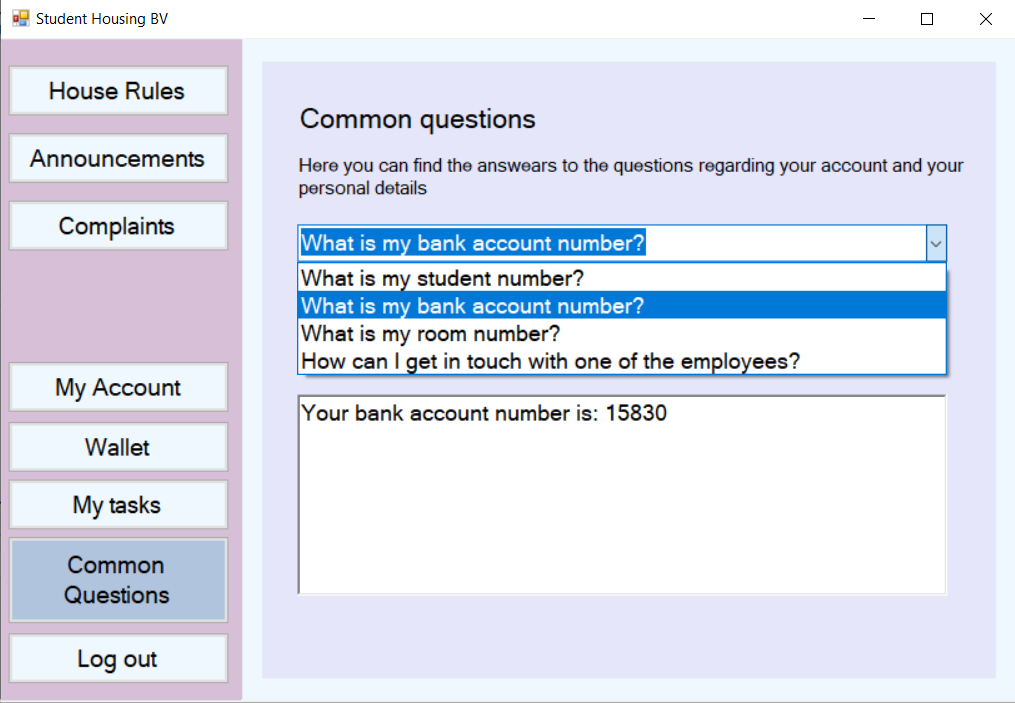 Student Housing BV
House Rules
Announcements
Complaints
My Account
Wallet
My tasks
Common
Questions
Log out
Common questions
Here you can find the answears to the questions regarding your account and your
personal details
What is my bank account number?
What is my student number?
What is my bank account number?
What is my room number?
How can I get in touch with one of the employees?
Your bank account number is: 15830